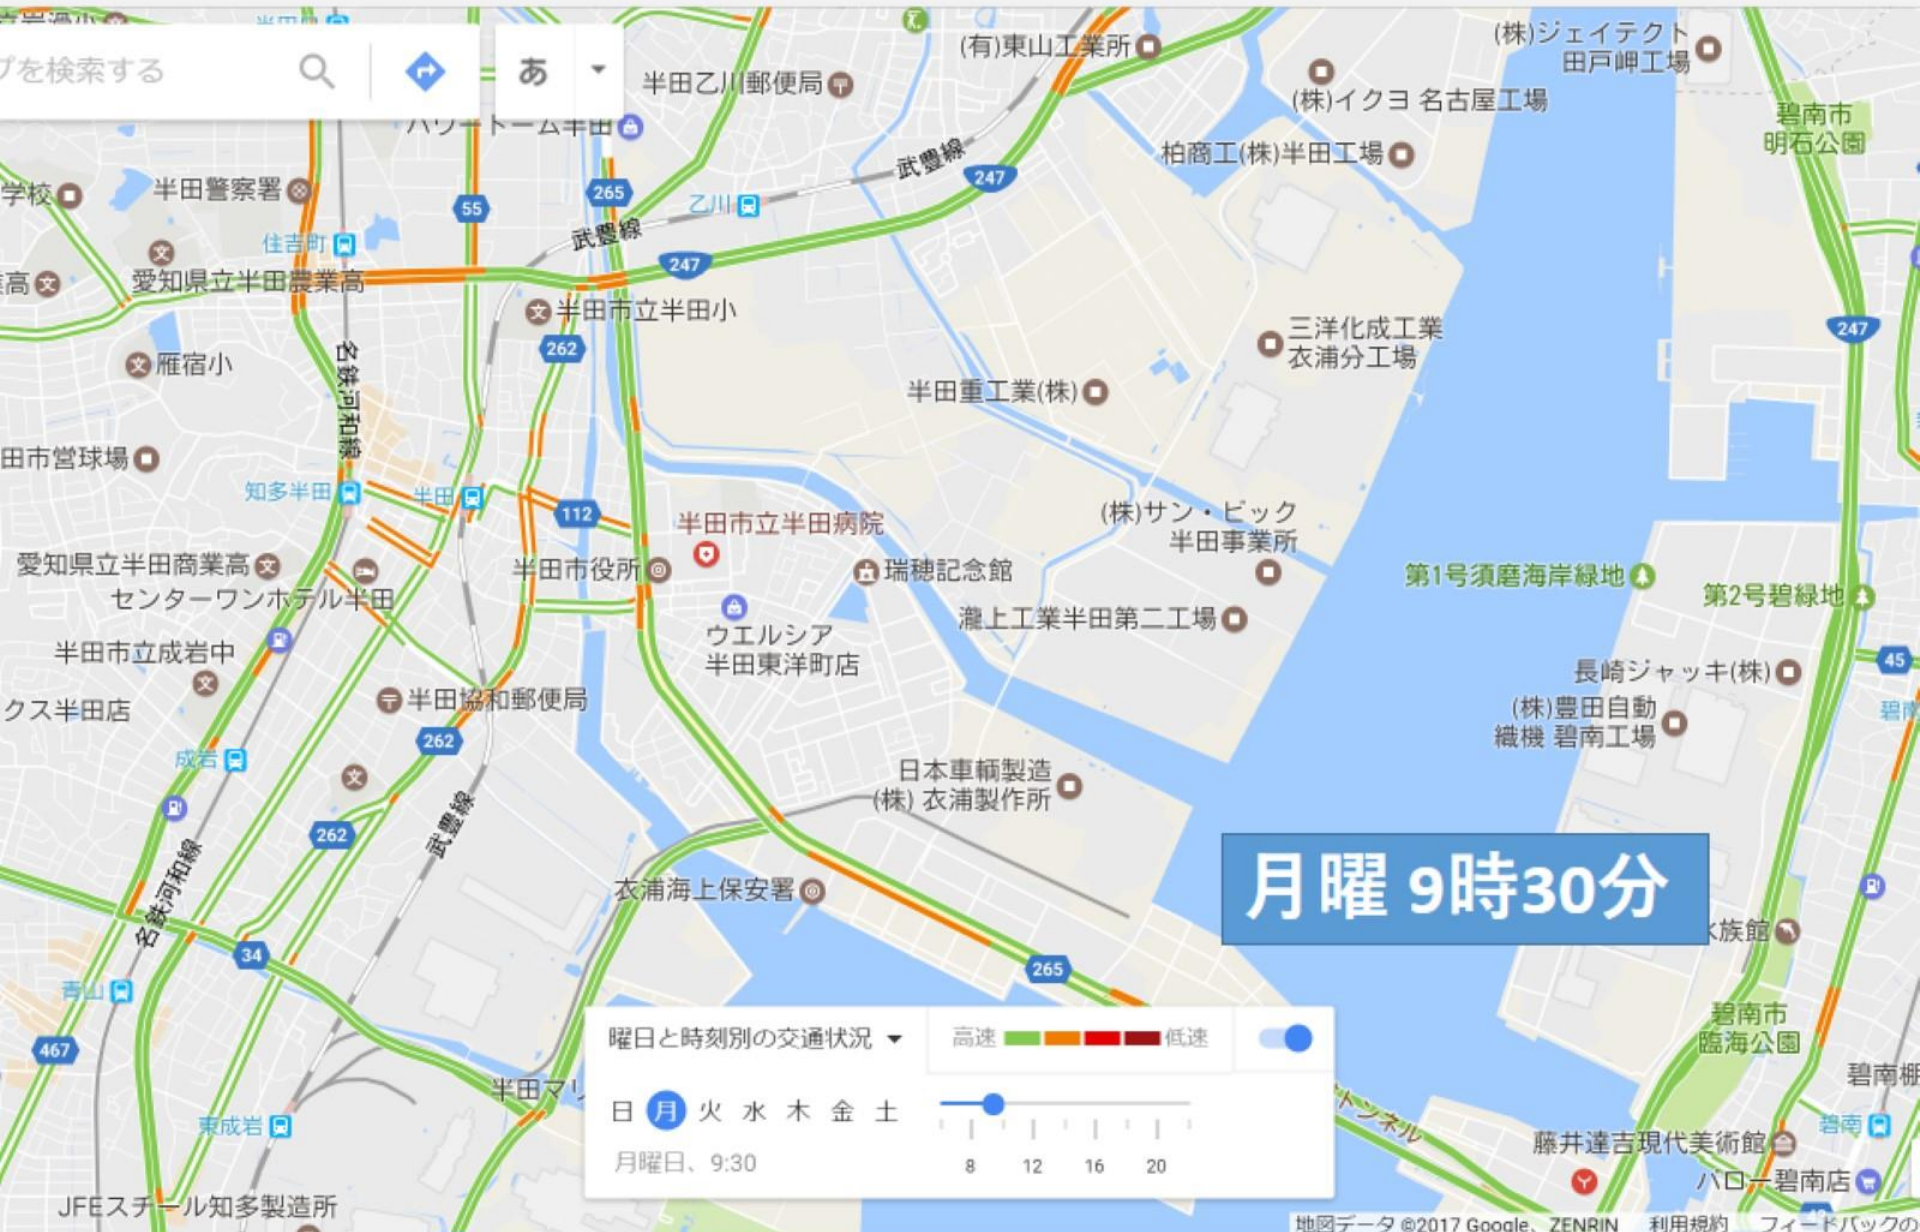 プを検索する
あ
半田乙川郵便局
(有)東山工業所
(株)ジェイテクト
田戸岬工場
(株)イクヨ 名古屋工場
碧南市
明石公園
パワードーム半田
柏商工(株)半田工場
武豊線
247
学校
半田警察署
55
265
乙川
武豊線
住吉町
247
愛知県立半田農業高
半田市立半田小
262
三洋化成工業
衣浦分工場
247
雁宿小
名鉄河和線
半田重工業(株)
田市営球場
知多半田
半田
112
半田市立半田病院
(株)サン・ビック
半田事業所
愛知県立半田商業高
半田市役所
瑞穂記念館
第1号須磨海岸緑地
第2号碧緑地
センターワンホテル半田
ウエルシア
半田東洋町店
瀧上工業半田第二工場
半田市立成岩中
45
長崎ジャッキ(株)
クス半田店
半田協和郵便局
(株)豊田自動
織機 碧南工場
262
成岩
日本車輌製造
(株) 衣浦製作所
262
武豊線
名鉄河和線
衣浦海上保安署
月曜 9時30分
水族館
34
265
青山
碧南市
臨海公園
467
曜日と時刻別の交通状況
高速
低速
半田マリ
日 月 火 水 木 金 土
東成岩
月曜日、9:30
8 12 16 20
トンネル
碧南棚
碧南
藤井達吉現代美術館
バロー碧南店
JFEスチール知多製造所
地図データ ©2017 Google、ZENRIN 利用規約 フィードバックの